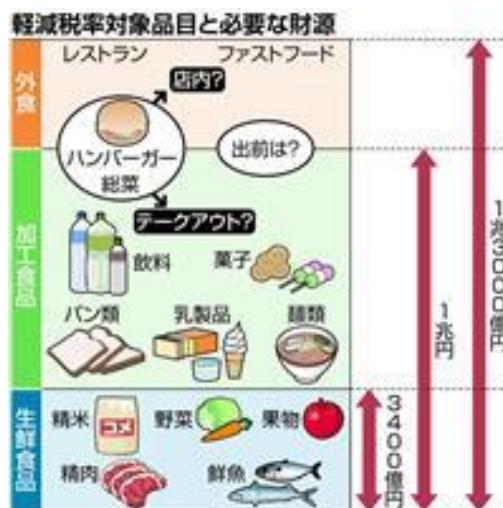 軽減税率対象品目と必要な財源
外食
レストラン
ファストフード
店内?
ハンバーガー
総菜
出前は?
テークアウト?
加工食品
飲料
菓子
パン類
乳製品
麺類
生鮮食品
精米
コメ
野菜
果物
精肉
鮮魚
3400億円
1兆円
1兆3000億円